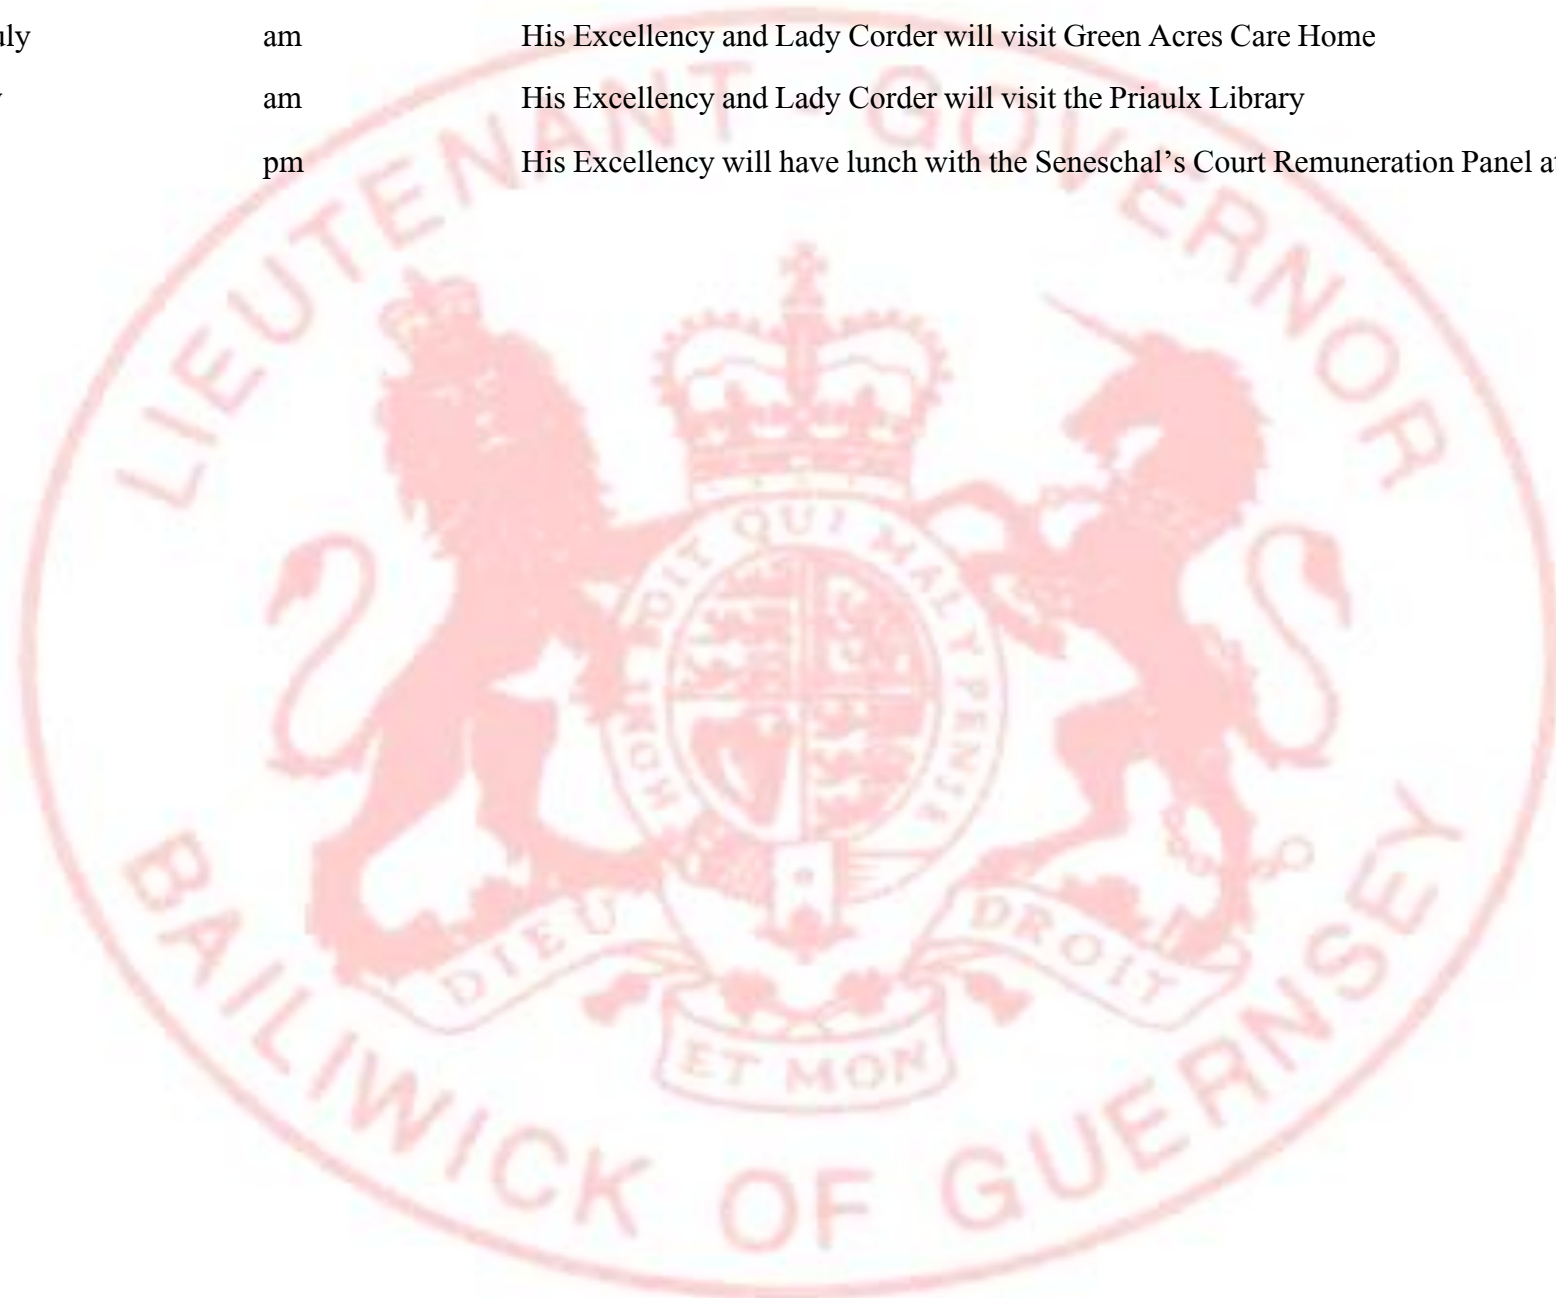 am His Excellency and Lady Corder will visit Green Acres Care Home
am His Excellency and Lady Corder will visit the Priaulx Library
pm His Excellency will have lunch with the Seneschal’s Court Remuneration Panel
LIEUTENANT - GOVERNOR
HONI SOIT QUI MAL Y PENSE
DIEU ET MON DROIT
BAILIWICK OF GUERNSEY